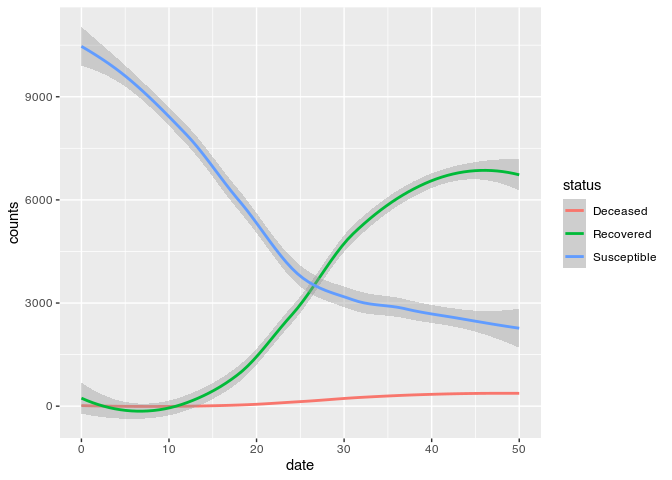 9000
6000
3000
0
counts
0 10 20 30 40 50
date
status
Deceased
Recovered
Susceptible